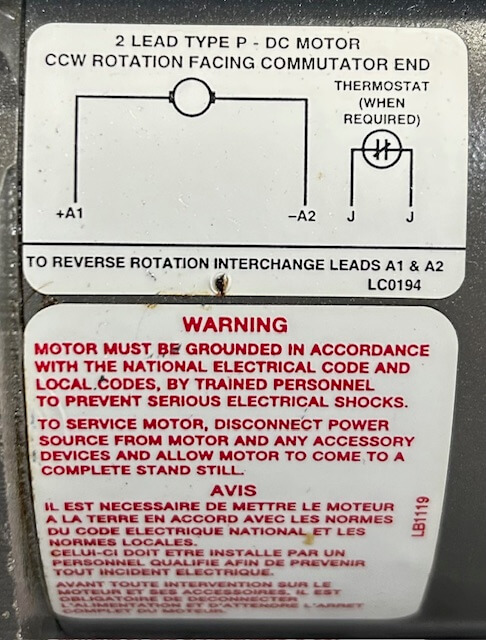 2 LEAD TYPE P - DC MOTOR
CCW ROTATION FACING COMMUTATOR END
THERMOSTAT
(WHEN
REQUIRED)
+A1
−A2
J
J
TO REVERSE ROTATION INTERCHANGE LEADS A1 & A2
LC0194
WARNING
MOTOR MUST BE GROUNDED IN ACCORDANCE
WITH THE NATIONAL ELECTRICAL CODE AND
LOCAL CODES, BY TRAINED PERSONNEL
TO PREVENT SERIOUS ELECTRICAL SHOCKS.
TO SERVICE MOTOR, DISCONNECT POWER
SOURCE FROM MOTOR AND ANY ACCESSORY
DEVICES AND ALLOW MOTOR TO COME TO A
COMPLETE STAND STILL.
AVIS
IL EST NECESSAIRE DE METTRE LE MOTEUR
A LA TERRE EN ACCORD AVEC LES NORMES
DU CODE ELECTRIQUE NATIONAL ET LES
NORMES LOCALES.
CELUI-CI DOIT ETRE INSTALLE PAR UN
PERSONNEL QUALIFIE AFIN DE PREVENIR
TOUT INCIDENT ELECTRIQUE.
AVANT TOUTE INTERVENTION SUR LE
MOTEUR ET SES ACCESSOIRES, IL EST
OBLIGATOIRE DE DECONNECTER
L'ALIMENTATION ET D'ATTENDRE L'ARRET
COMPLET DU MOTEUR.
LB1119